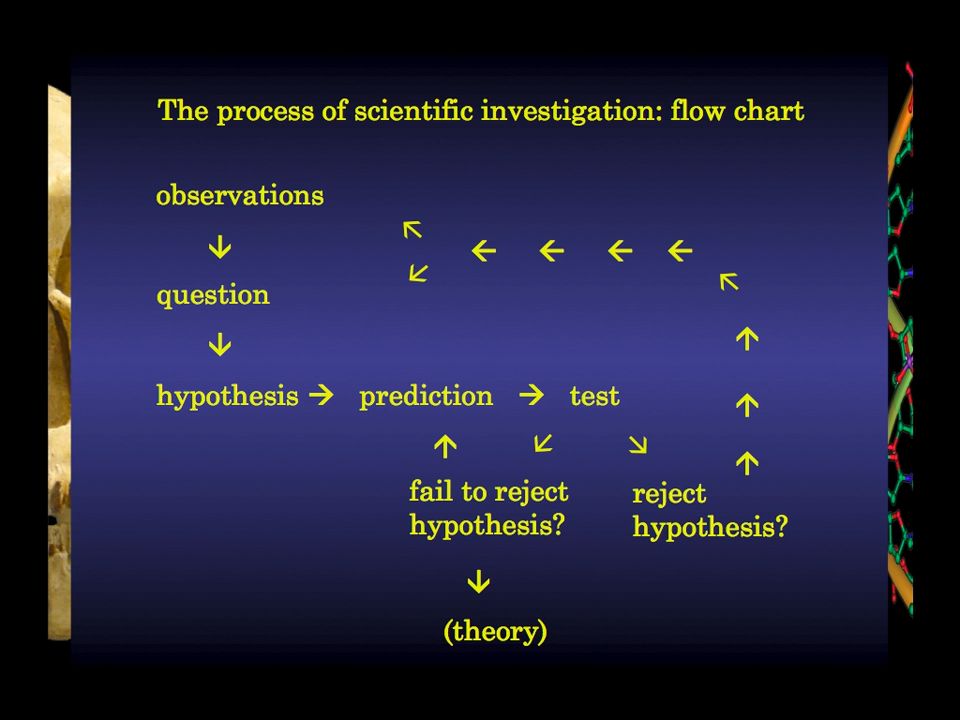 The process of scientific investigation: flow chart
observations
↖
← ← ← ←
↓
↙
↖
question
↑
↓
hypothesis → prediction → test
↑
↑ ↙ ↘
↑
fail to reject
hypothesis?
reject
hypothesis?
↓
(theory)